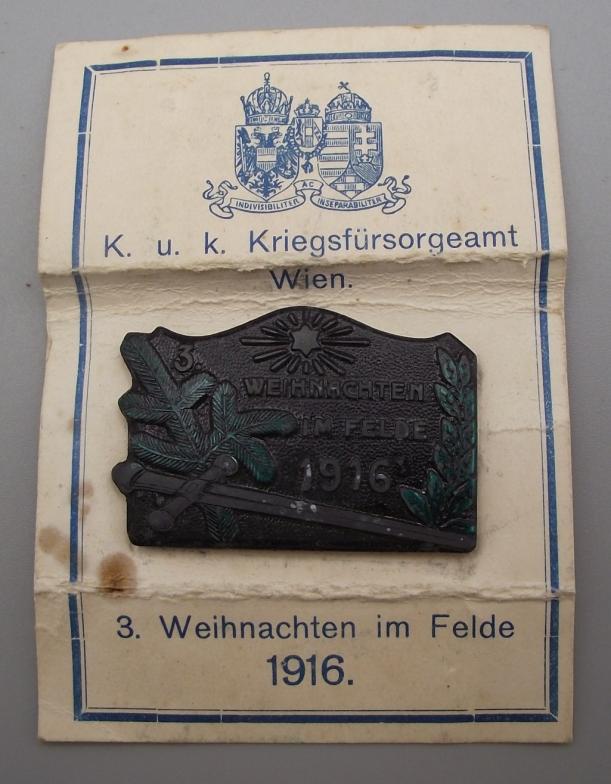 INDIVISIBILITER AC INSEPARABILITER
K. u. k. Kriegsfürsorgeamt
Wien.
3.
WEIHNACHTEN
IM FELDE
1916
3. Weihnachten im Felde
1916.